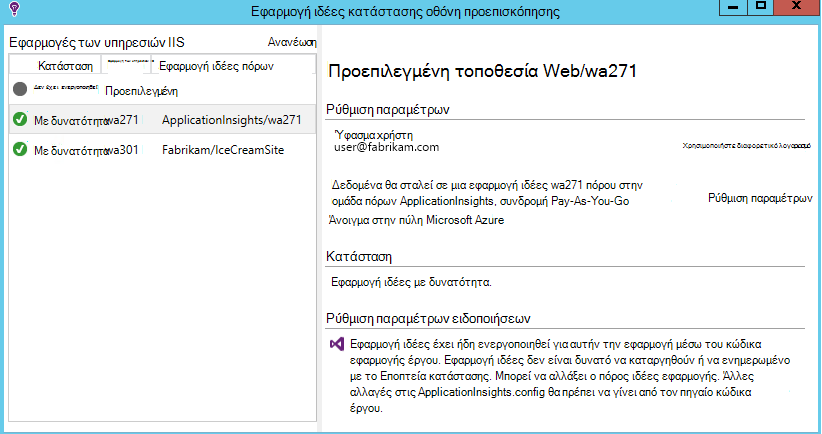 Εφαρμογή ιδέες κατάστασης οθόνη προεπισκόπησης
Εφαρμογές των υπηρεσιών IIS
Ανανέωση
Κατάσταση
Εφαρμογή ιδέες πόρων
Δεν έχει ενεργοποιηθεί
Προεπιλεγμένη
Με δυνατότητα wa271 ApplicationInsights/wa271
Με δυνατότητα wa301 Fabrikam/IceCreamSite
Προεπιλεγμένη τοποθεσία Web/wa271
Ρύθμιση παραμέτρων
Ύφασμα χρήστη
user@fabrikam.com
Χρησιμοποιήστε διαφορετικό λογαριασμό
Δεδομένα θα σταλεί σε μια εφαρμογή ιδέες wa271 πόρου στην
ομάδα πόρων ApplicationInsights, συνδρομή Pay-As-You-Go
Ρύθμιση παραμέτρων
Άνοιγμα στην πύλη Microsoft Azure
Κατάσταση
Εφαρμογή ιδέες με δυνατότητα.
Ρύθμιση παραμέτρων ειδοποιήσεων
Εφαρμογή ιδέες έχει ήδη ενεργοποιηθεί για αυτήν την εφαρμογή μέσω του κώδικα
εφαρμογής έργου. Εφαρμογή ιδέες δεν είναι δυνατό να καταργηθούν ή να ενημερωμένο
με το Εποπτεία κατάστασης. Μπορεί να αλλάξει ο πόρος ιδέες εφαρμογής. Άλλες
αλλαγές στις ApplicationInsights.config θα πρέπει να γίνει από τον πηγαίο κώδικα
έργου.